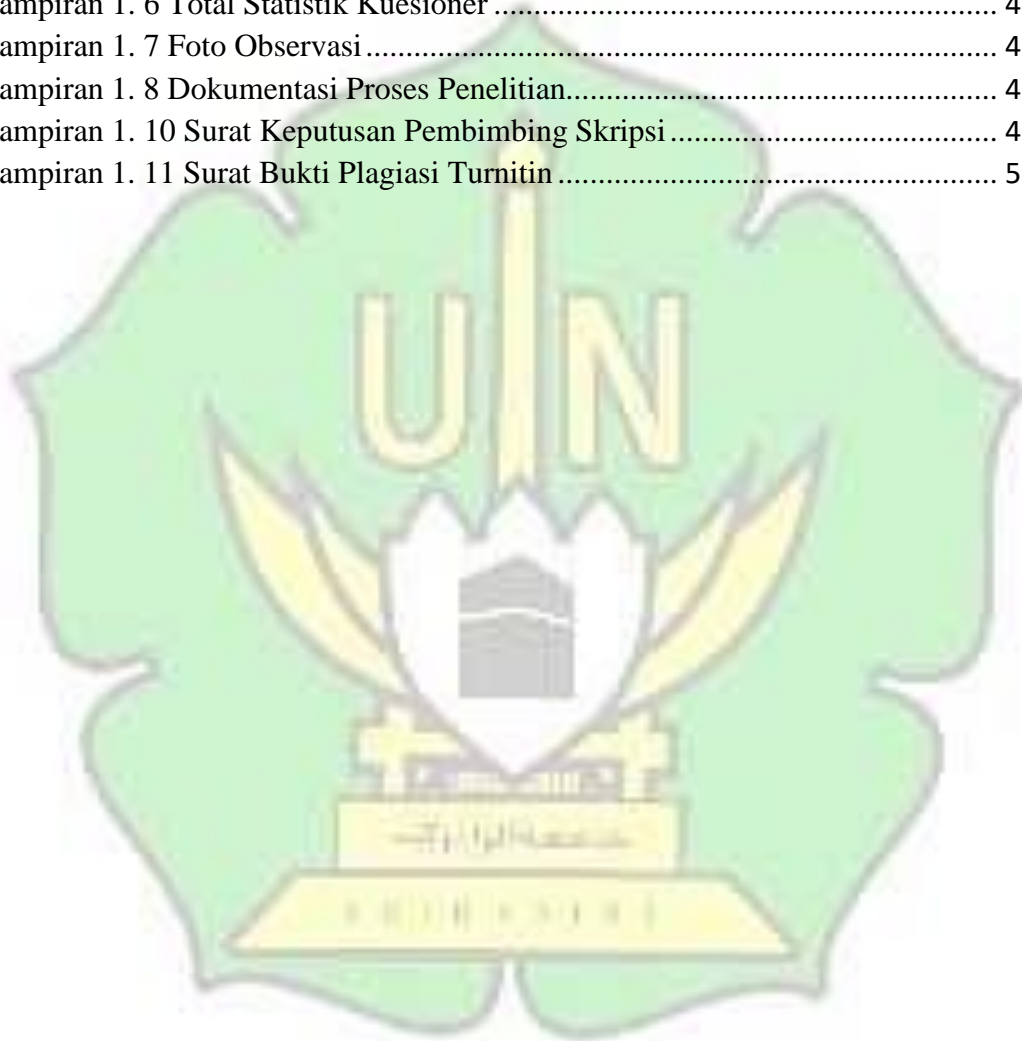 ampiran 1. 6 Total Statistik Kuesioner ................................................................ 4
ampiran 1. 7 Foto Observasi ................................................................................ 4
ampiran 1. 8 Dokumentasi Proses Penelitian....................................................... 4
ampiran 1. 10 Surat Keputusan Pembimbing Skripsi .......................................... 4
ampiran 1. 11 Surat Bukti Plagiasi Turnitin ........................................................ 5
UIN